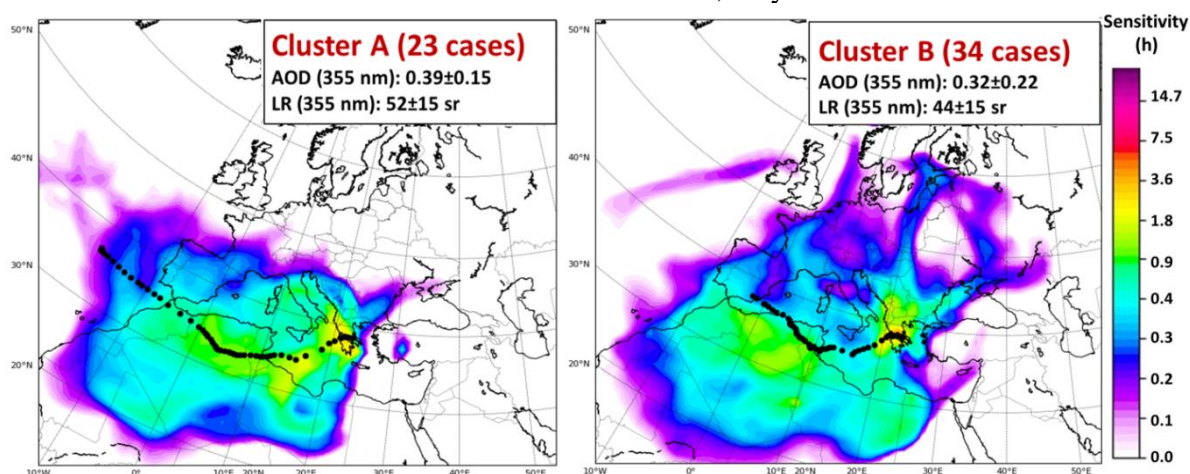 Cluster A (23 cases)
AOD (355 nm): 0.39±0.15
LR (355 nm): 52±15 sr
50°N
40°N
30°N
20°N
10°W
0°
10°E
20°N
20°E
30°E
40°E
50°E
Cluster B (34 cases)
AOD (355 nm): 0.32±0.22
LR (355 nm): 44±15 sr
50°N
40°N
30°N
20°N
10°W
0°
10°E
20°N
20°E
30°E
40°E
50°E
Sensitivity
(h)
14.7
7.5
3.6
1.8
0.9
0.4
0.3
0.2
0.1
0.0